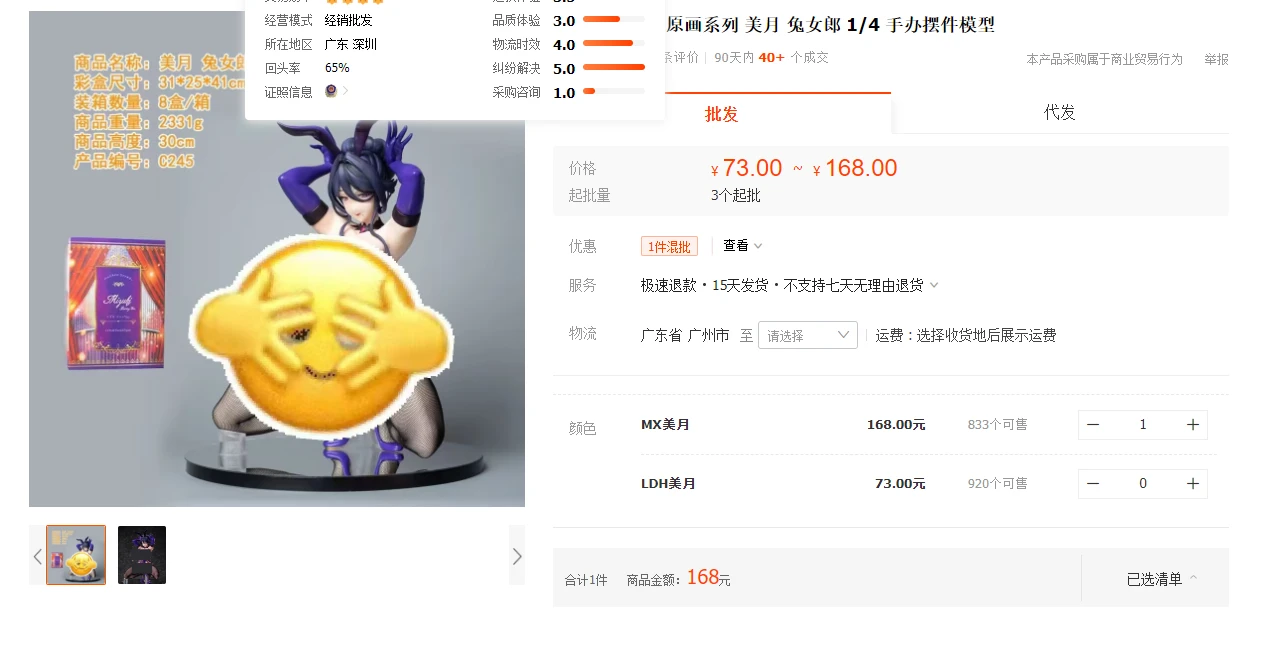 经营模式 经销批发
品质体验 3.0
所在地区 广东 深圳
物流时效 4.0
回头率 65%
纠纷解决 5.0
证照信息
采购咨询 1.0
原画系列 美月 兔女郎 1/4 手办摆件模型
条评价 90天内 40+ 个成交
本产品采购属于商业贸易行为 举报
商品名称: 美月 兔女郎
彩盒尺寸: 31*25*41cm
装箱数量: 8盒/箱
商品重量: 2331g
商品高度: 30cm
产品编号: C245
批发
代发
价格 ¥ 73.00 ~ ¥ 168.00
起批量 3个起批
优惠 1件混批 查看
服务 极速退款·15天发货·不支持七天无理由退货
物流 广东省 广州市 至 请选择 运费:选择收货地后展示运费
颜色 MX美月 168.00元 833个可售 1
LDH美月 73.00元 920个可售 0
合计1件 商品金额: 168元
已选清单